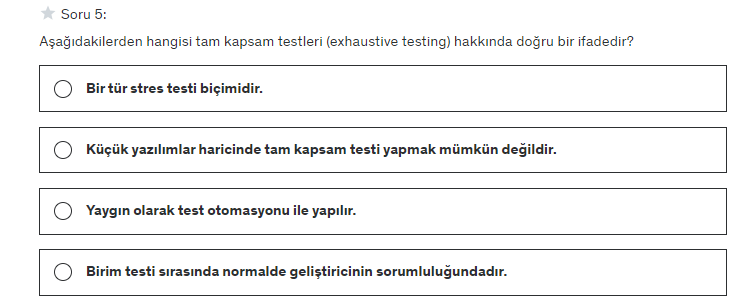 Soru 5:
Aşağıdakilerden hangisi tam kapsam testleri (exhaustive testing) hakkında doğru bir ifadedir?
Bir tür stres testi biçimidir.
Küçük yazılımlar haricinde tam kapsam testi yapmak mümkün değildir.
Yaygın olarak test otomasyonu ile yapılır.
Birim testi sırasında normalde geliştiricinin sorumluluğundadır.